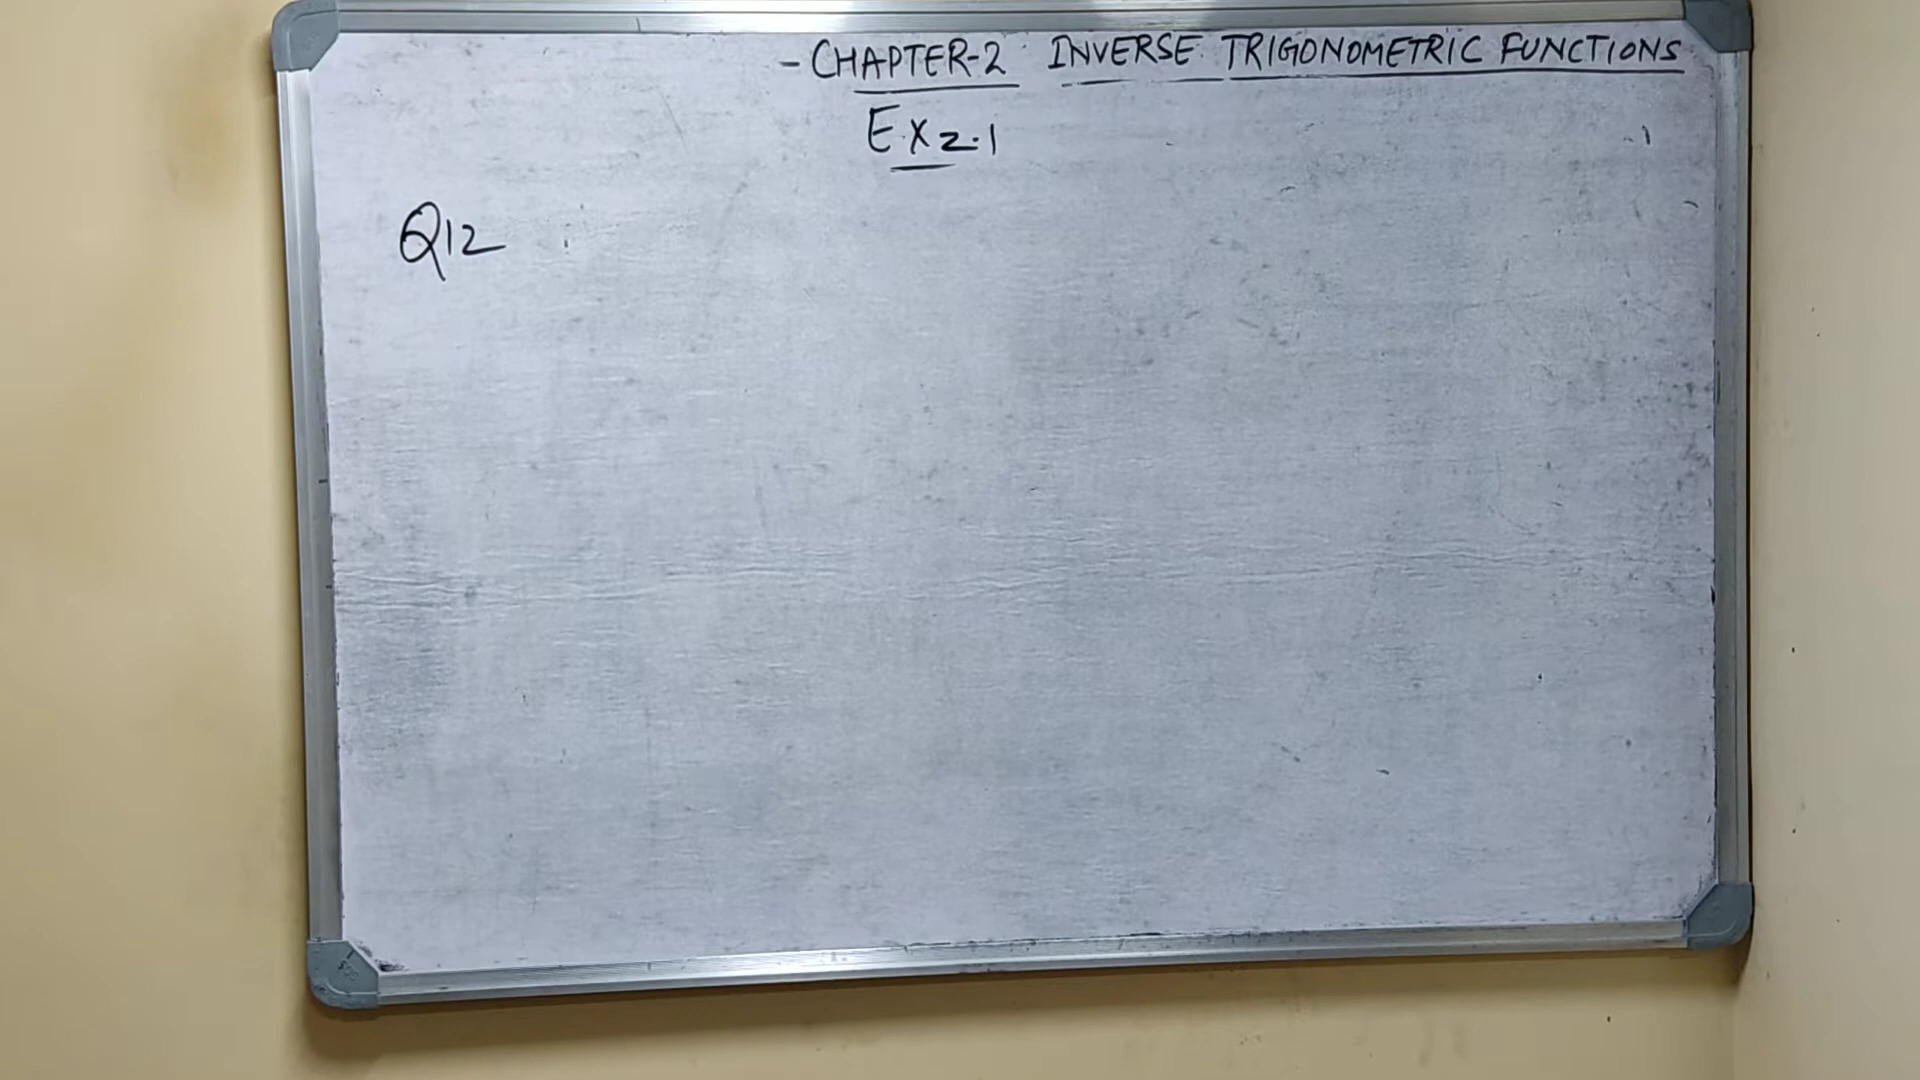 - CHAPTER-2 INVERSE TRIGONOMETRIC FUNCTIONS
Ex 2.1
Q12